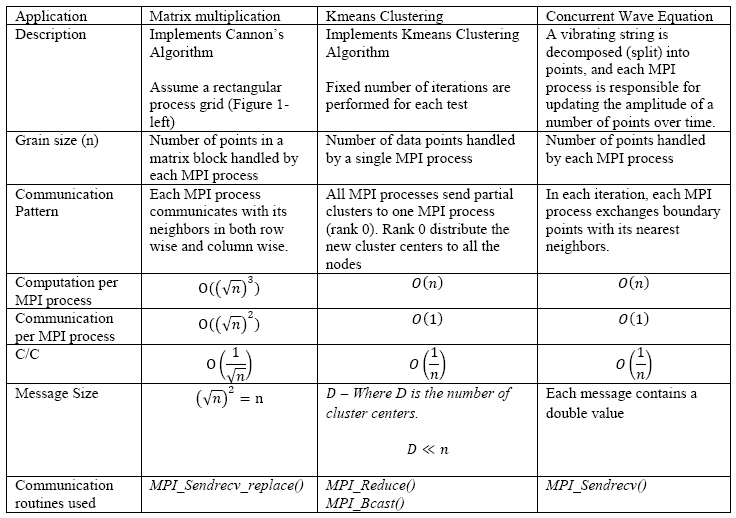 Application
Matrix multiplication
Kmeans Clustering
Concurrent Wave Equation
Description
Implements Cannon's
Algorithm
Assume a rectangular
process grid (Figure 1-
left)
Implements Kmeans Clustering
Algorithm
Fixed number of iterations are
performed for each test
A vibrating string is
decomposed (split) into
points, and each MPI
process is responsible for
updating the amplitude of a
number of points over time.
Grain size (n)
Number of points in a
matrix block handled by
each MPI process
Number of data points handled
by a single MPI process
Number of points handled
by each MPI process
Communication
Pattern
Each MPI process
communicates with its
neighbors in both row
wise and column wise.
All MPI processes send partial
clusters to one MPI process
(rank 0). Rank 0 distribute the
new cluster centers to all the
nodes
In each iteration, each MPI
process exchanges boundary
points with its nearest
neighbors.
Computation per
MPI process
O((√n)³)
O(n)
O(n)
Communication
per MPI process
O((√n)²)
O(1)
O(1)
C/C
O(1/√n)
O(1/n)
O(1/n)
Message Size
(√n)² = n
D – Where D is the number of
cluster centers.
D ≪ n
Each message contains a
double value
Communication
routines used
MPI_Sendrecv_replace()
MPI_Reduce()
MPI_Bcast()
MPI_Sendrecv()